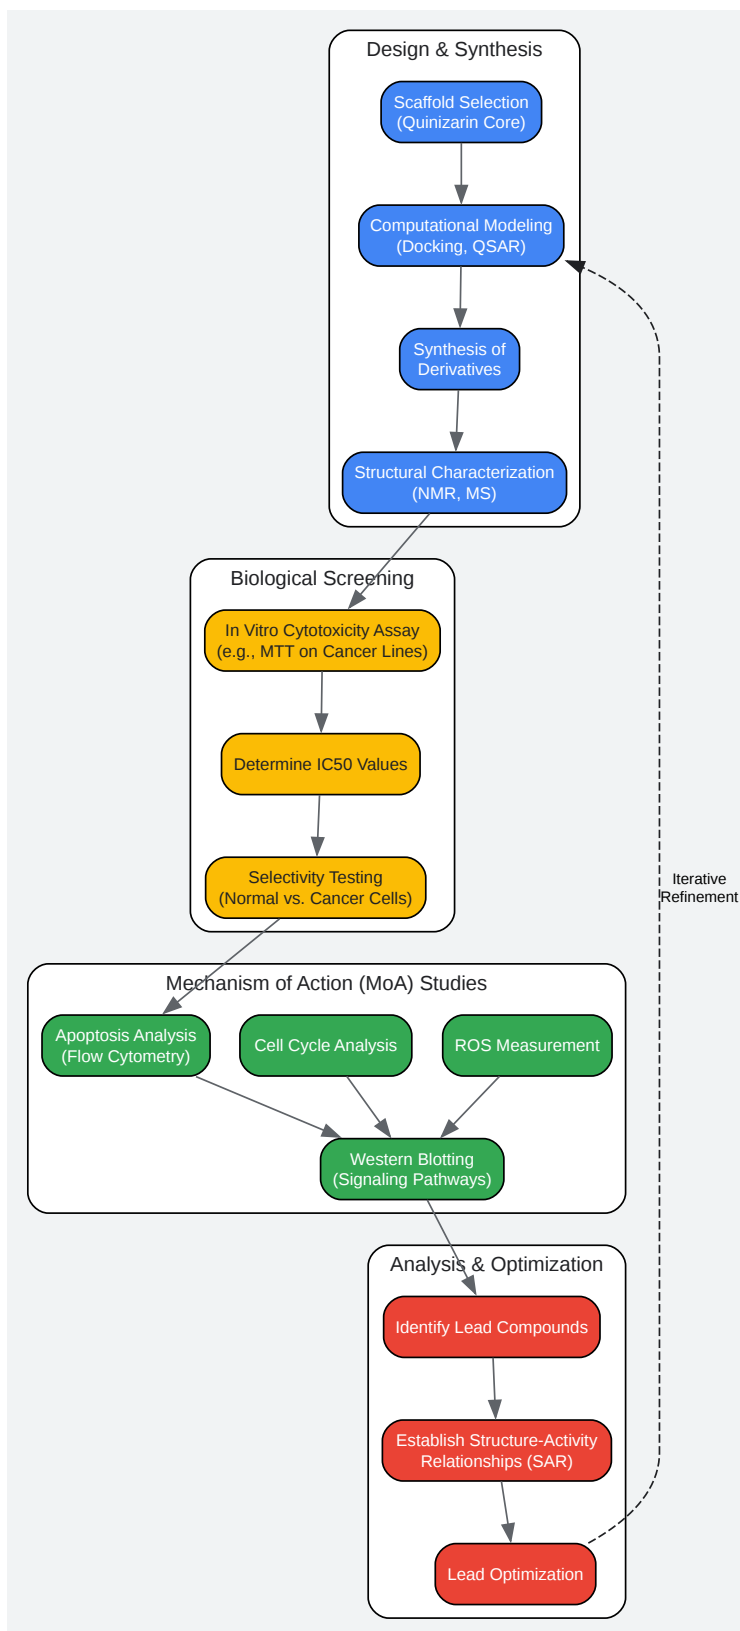 Design & Synthesis
Scaffold Selection
(Quinizarin Core)
Computational Modeling
(Docking, QSAR)
Synthesis of
Derivatives
Structural Characterization
(NMR, MS)
Biological Screening
In Vitro Cytotoxicity Assay
(e.g., MTT on Cancer Lines)
Determine IC50 Values
Selectivity Testing
(Normal vs. Cancer Cells)
Iterative
Refinement
Mechanism of Action (MoA) Studies
Apoptosis Analysis
(Flow Cytometry)
Cell Cycle Analysis
ROS Measurement
Western Blotting
(Signaling Pathways)
Analysis & Optimization
Identify Lead Compounds
Establish Structure-Activity
Relationships (SAR)
Lead Optimization